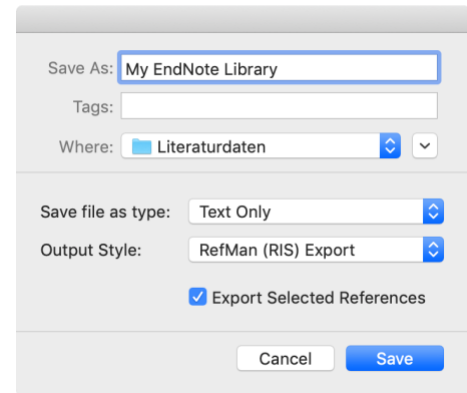 Save As: My EndNote Library
Tags:
Where: Literaturdaten
Save file as type: Text Only
Output Style: RefMan (RIS) Export
Export Selected References
Cancel Save